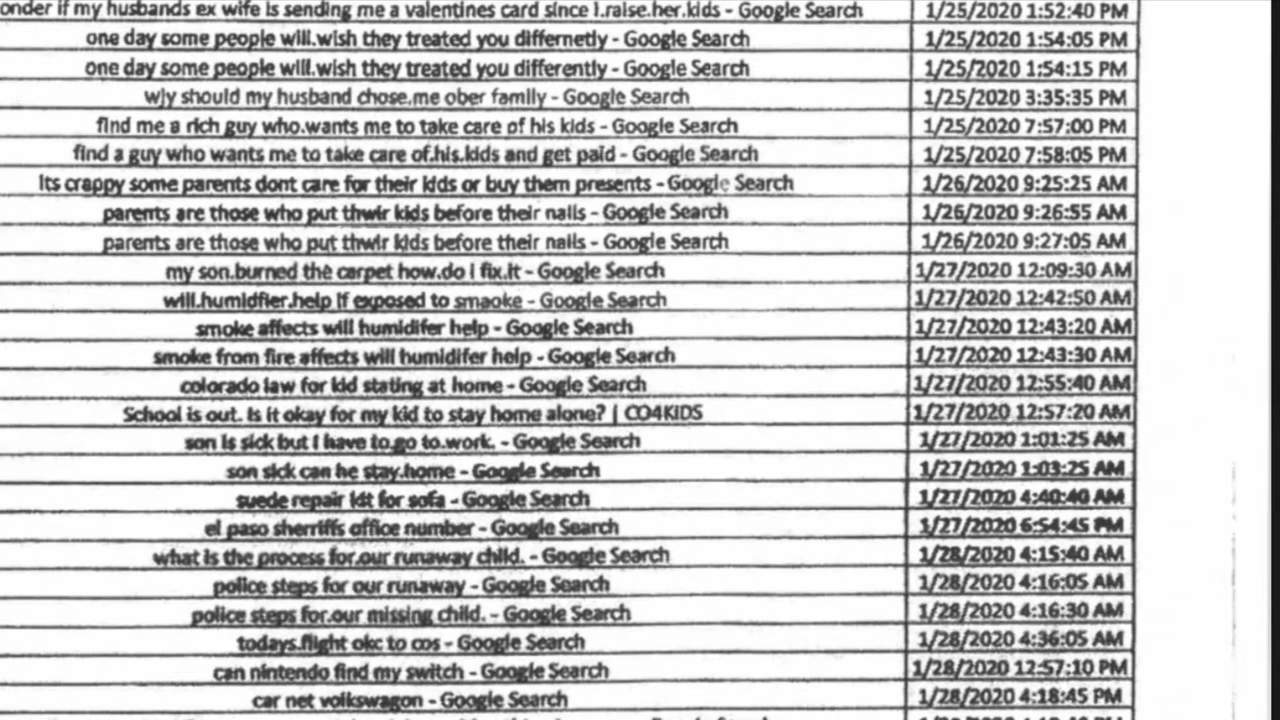 onder if my husbands ex wife is sending me a valentines card since I.raise.her.kids - Google Search 1/25/2020 1:52:40 PM
one day some people will.wish they treated you differnetly - Google Search 1/25/2020 1:54:05 PM
one day some people will.wish they treated you differently - Google Search 1/25/2020 1:54:15 PM
wjy should my husband chose.me ober family - Google Search 1/25/2020 3:35:35 PM
find me a rich guy who.wants me to take care of his kids - Google Search 1/25/2020 7:57:00 PM
find a guy who wants me to take care of.his.kids and get paid - Google Search 1/25/2020 7:58:05 PM
Its crappy some parents dont care for their kids or buy them presents - Google Search 1/26/2020 9:25:25 AM
parents are those who put thwir kids before their nails - Google Search 1/26/2020 9:26:55 AM
parents are those who put thwir kids before their nails - Google Search 1/26/2020 9:27:05 AM
my son.burned the carpet how.do i fix.it - Google Search 1/27/2020 12:09:30 AM
will.humidfier.help if exposed to smaoke - Google Search 1/27/2020 12:42:50 AM
smoke affects will humidifer help - Google Search 1/27/2020 12:43:20 AM
smoke from fire affects will humidifer help - Google Search 1/27/2020 12:43:30 AM
colorado law for kid stating at home - Google Search 1/27/2020 12:55:40 AM
School is out. Is it okay for my kid to stay home alone? | CO4KIDS 1/27/2020 12:57:20 AM
son is sick but I have to.go to.work. - Google Search 1/27/2020 1:01:25 AM
son sick can he stay.home - Google Search 1/27/2020 1:03:25 AM
suede repair kit for sofa - Google Search 1/27/2020 4:40:40 AM
el paso sherriffs office number - Google Search 1/27/2020 6:54:45 PM
what is the process for.our runaway child. - Google Search 1/28/2020 4:15:40 AM
police steps for our runaway - Google Search 1/28/2020 4:16:05 AM
police steps for.our missing child. - Google Search 1/28/2020 4:16:30 AM
todays.flight okc to cos - Google Search 1/28/2020 4:36:05 AM
can nintendo find my switch - Google Search 1/28/2020 12:57:10 PM
car net volkswagon - Google Search 1/28/2020 4:18:45 PM